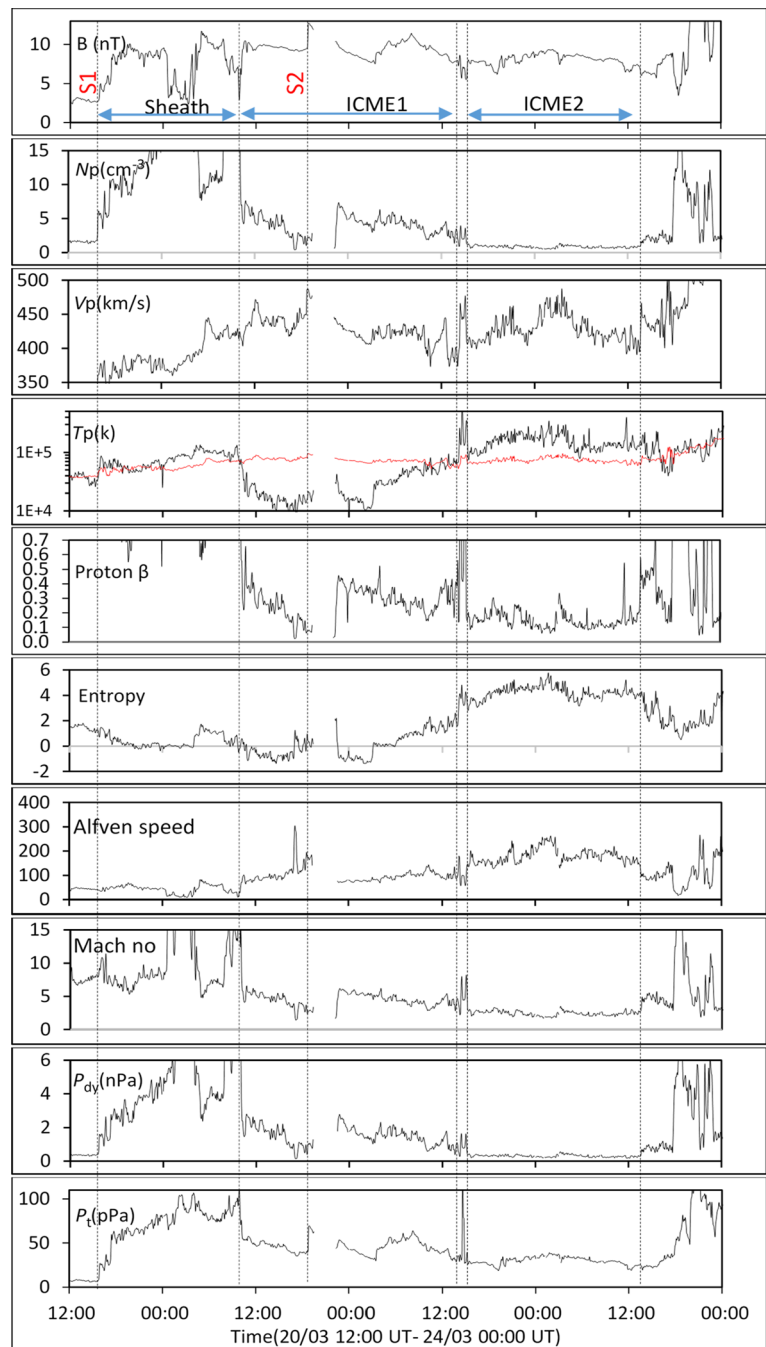 B (nT)
10
5
0
S1
S2
Sheath
ICME1
ICME2
Np(cm⁻³)
15
10
5
0
500
Vp(km/s)
450
400
350
Tp(k)
1E+5
1E+4
0.7
0.6
Proton β
0.5
0.4
0.3
0.2
0.1
0.0
6
Entropy
4
2
0
-2
400
Alfven speed
300
200
100
0
15
Mach no
10
5
0
6
Pdy(nPa)
4
2
0
100
Pt(pPa)
50
0
12:00 00:00 12:00 00:00 12:00 00:00 12:00 00:00
Time(20/03 12:00 UT- 24/03 00:00 UT)